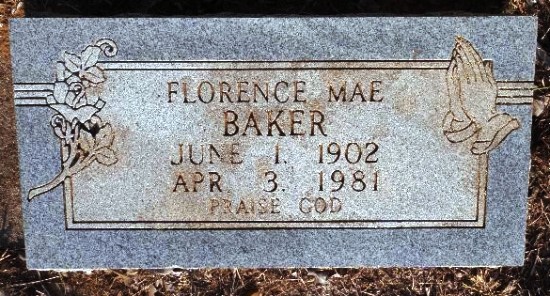 FLORENCE MAE
BAKER
JUNE 1, 1902
APR. 3, 1981
PRAISE GOD